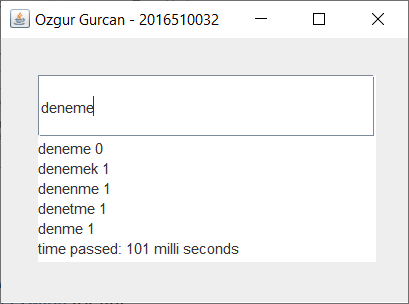 Ozgur Gurcan - 2016510032
deneme
deneme 0
denemek 1
denenme 1
denetme 1
denme 1
time passed: 101 milli seconds